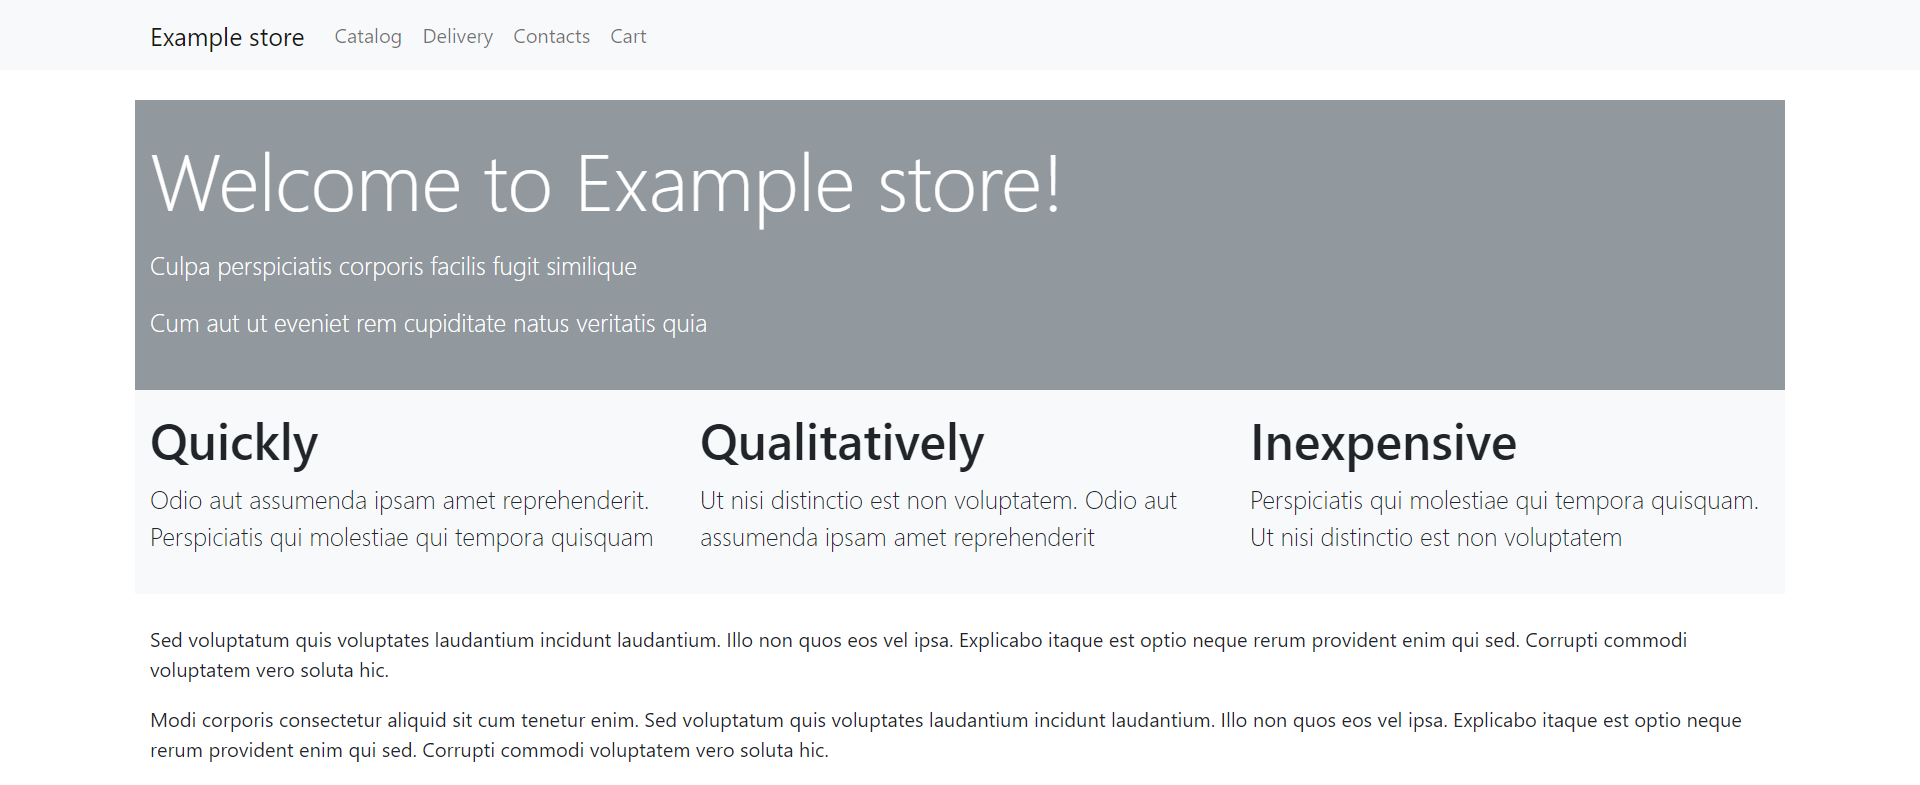 Example store Catalog Delivery Contacts Cart
Welcome to Example store!
Culpa perspiciatis corporis facilis fugit similique
Cum aut ut eveniet rem cupiditate natus veritatis quia
Quickly
Odio aut assumenda ipsam amet reprehenderit.
Perspiciatis qui molestiae qui tempora quisquam
Qualitatively
Ut nisi distinctio est non voluptatem. Odio aut
assumenda ipsam amet reprehenderit
Inexpensive
Perspiciatis qui molestiae qui tempora quisquam.
Ut nisi distinctio est non voluptatem
Sed voluptatum quis voluptates laudantium incidunt laudantium. Illo non quos eos vel ipsa. Explicabo itaque est optio neque rerum provident enim qui sed. Corrupti commodi
voluptatem vero soluta hic.
Modi corporis consectetur aliquid sit cum tenetur enim. Sed voluptatum quis voluptates laudantium incidunt laudantium. Illo non quos eos vel ipsa. Explicabo itaque est optio neque
rerum provident enim qui sed. Corrupti commodi voluptatem vero soluta hic.